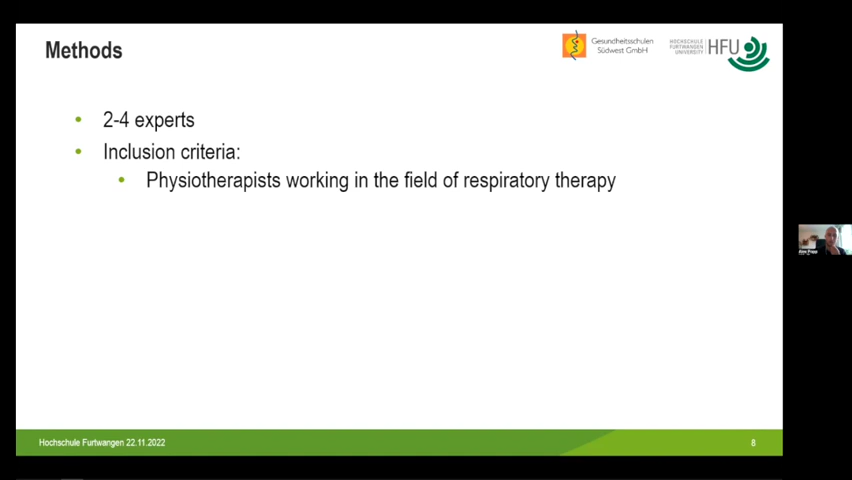 Methods
Gesundheitsschulen
Südwest GmbH
HOCHSCHULE
FURTWANGEN
UNIVERSITY
HFU
• 2-4 experts
• Inclusion criteria:
• Physiotherapists working in the field of respiratory therapy
Hochschule Furtwangen 22.11.2022
8